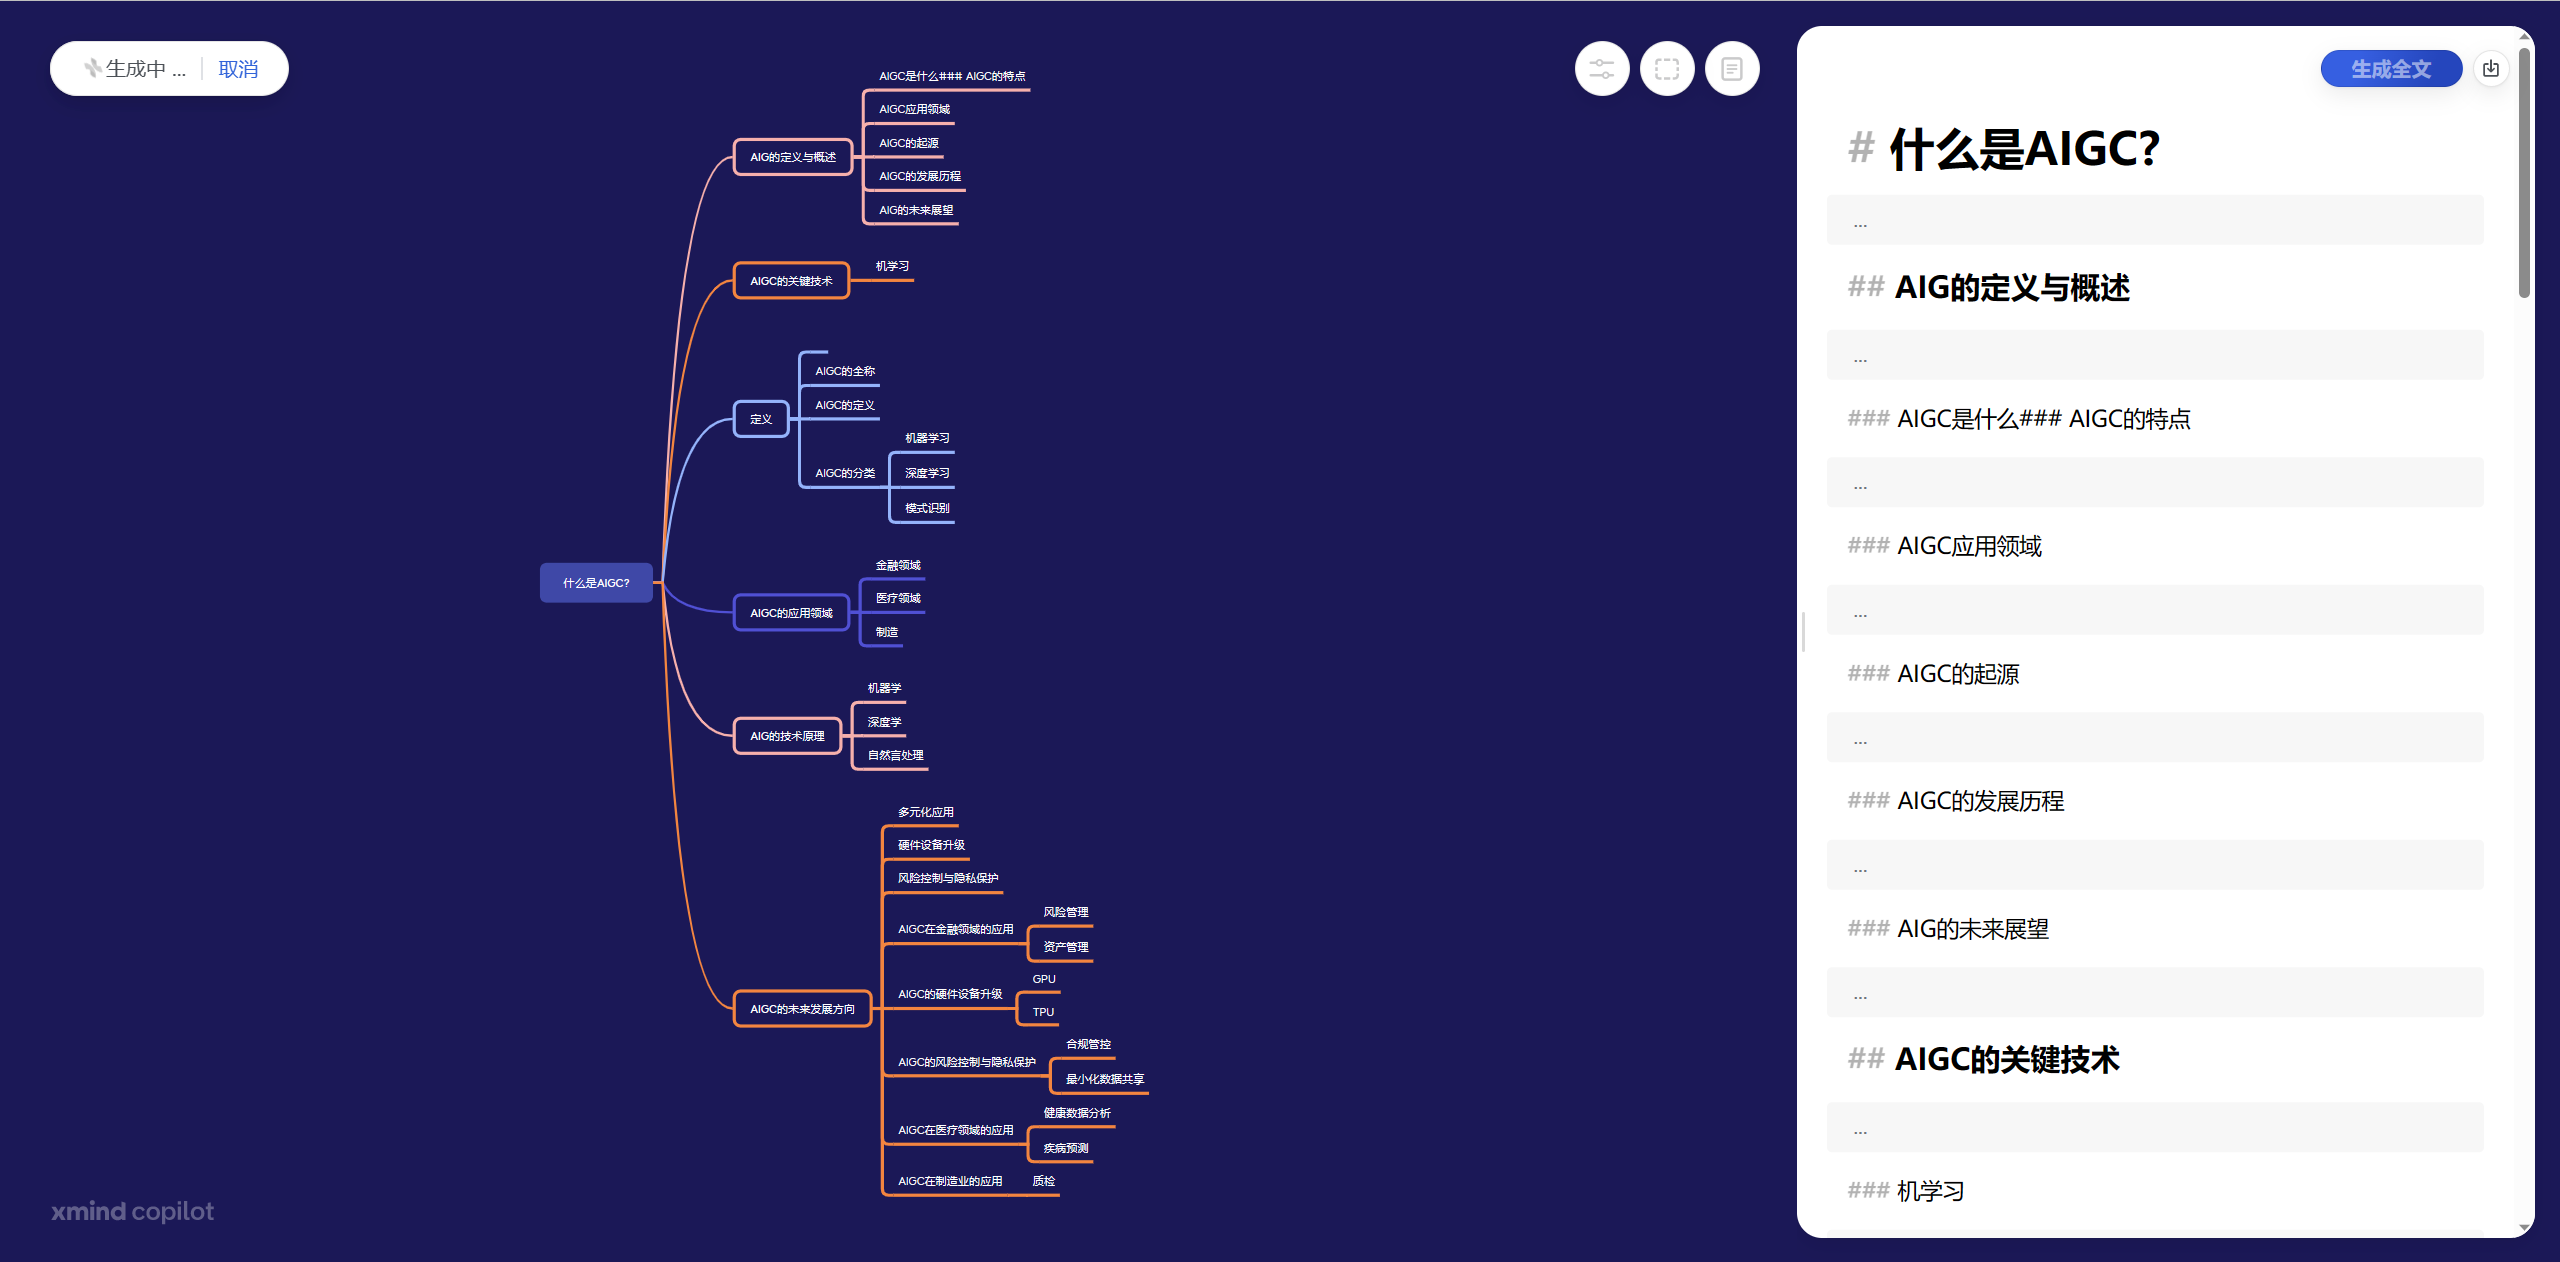 生成中 ...
取消
什么是AIGC?
AIG的定义与概述
AIGC是什么### AIGC的特点
AIGC应用领域
AIGC的起源
AIGC的发展历程
AIG的未来展望
AIGC的关键技术
机学习
定义
AIGC的全称
AIGC的定义
AIGC的分类
机器学习
深度学习
模式识别
AIGC的应用领域
金融领域
医疗领域
制造
AIG的技术原理
机器学
深度学
自然言处理
AIGC的未来发展方向
多元化应用
硬件设备升级
风险控制与隐私保护
AIGC在金融领域的应用
风险管理
资产管理
AIGC的硬件设备升级
GPU
TPU
AIGC的风险控制与隐私保护
合规管控
最小化数据共享
AIGC在医疗领域的应用
健康数据分析
疾病预测
AIGC在制造业的应用
质检
xmind copilot
生成全文
# 什么是AIGC?
...
## AIG的定义与概述
...
### AIGC是什么### AIGC的特点
...
### AIGC应用领域
...
### AIGC的起源
...
### AIGC的发展历程
...
### AIG的未来展望
...
## AIGC的关键技术
...
### 机学习